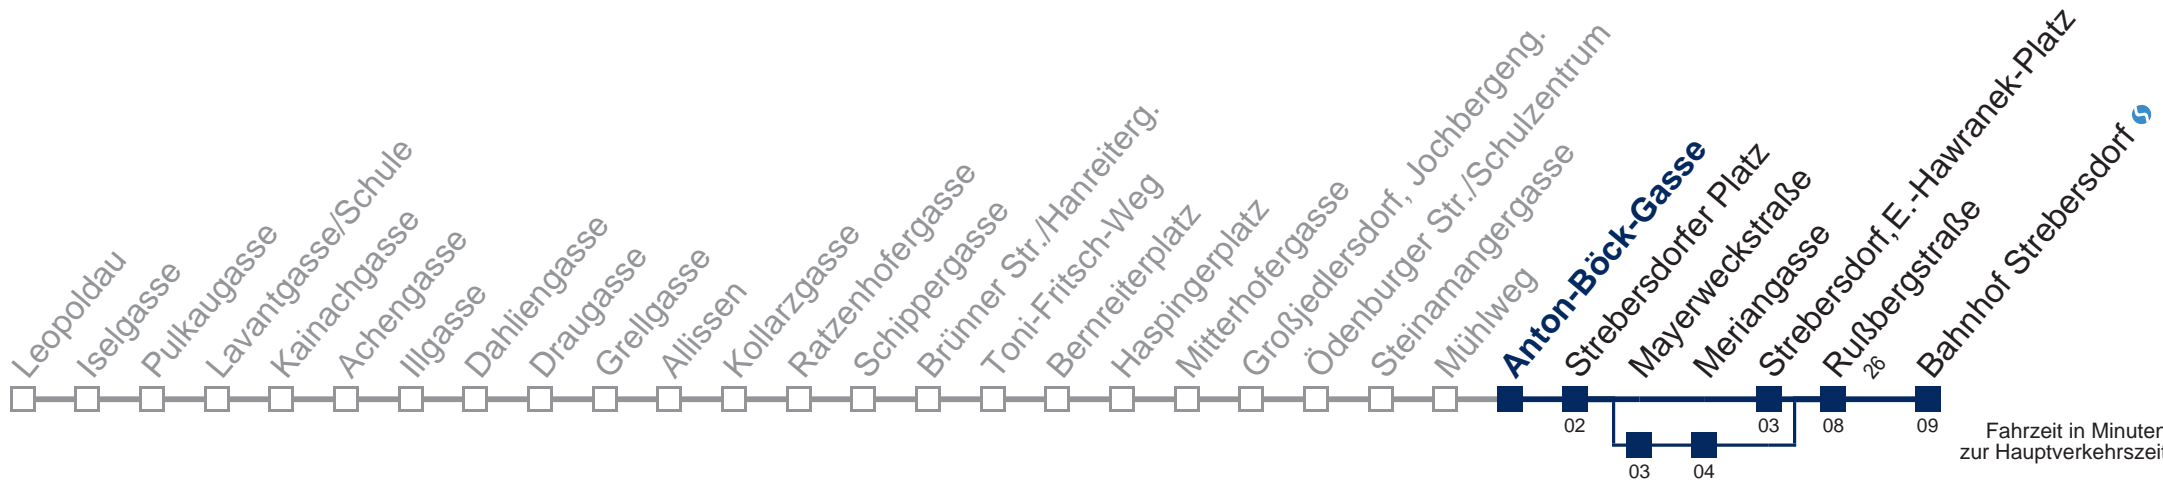 Leopoldau
Iselgasse
Pulkaugasse
Lavantgasse/Schule
Kainachgasse
Achengasse
Illgasse
Dahliengasse
Draugasse
Grellgasse
Allissen
Kollarzgasse
Ratzenhofergasse
Schippergasse
Brünner Str./Hanreiterg.
Toni-Fritsch-Weg
Bernreiterplatz
Haspingerplatz
Mitterhofergasse
Großjedlersdorf, Jochbergeng.
Ödenburger Str./Schulzentrum
Steinamangergasse
Mühlweg
Anton-Böck-Gasse
Strebersdorfer Platz
Mayerweckstraße
Meriangasse
Strebersdorf,E.-Hawranek-Platz
Rußbergstraße
26
Bahnhof Strebersdorf
02
03
08
09
03
04
Fahrzeit in Minuten
zur Hauptverkehrszeit